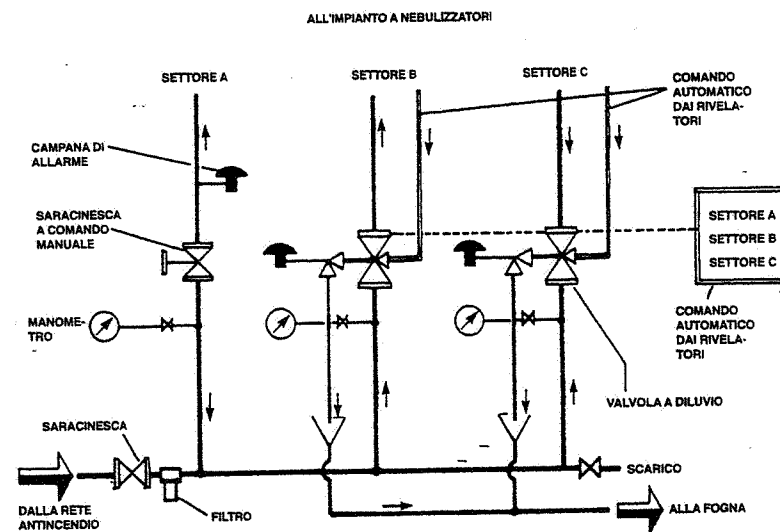 ALL'IMPIANTO A NEBULIZZATORI
SETTORE A
SETTORE B
SETTORE C
COMANDO
AUTOMATICO
DAI RIVELA-
TORI
CAMPANA DI
ALLARME
SARACINESCA
A COMANDO
MANUALE
SETTORE A
SETTORE B
SETTORE C
COMANDO
AUTOMATICO
DAI RIVELA-
TORI
MANOME-
TRO
VALVOLA A DILUVIO
SARACINESCA
SCARICO
DALLA RETE
ANTINCENDIO
FILTRO
ALLA FOGNA